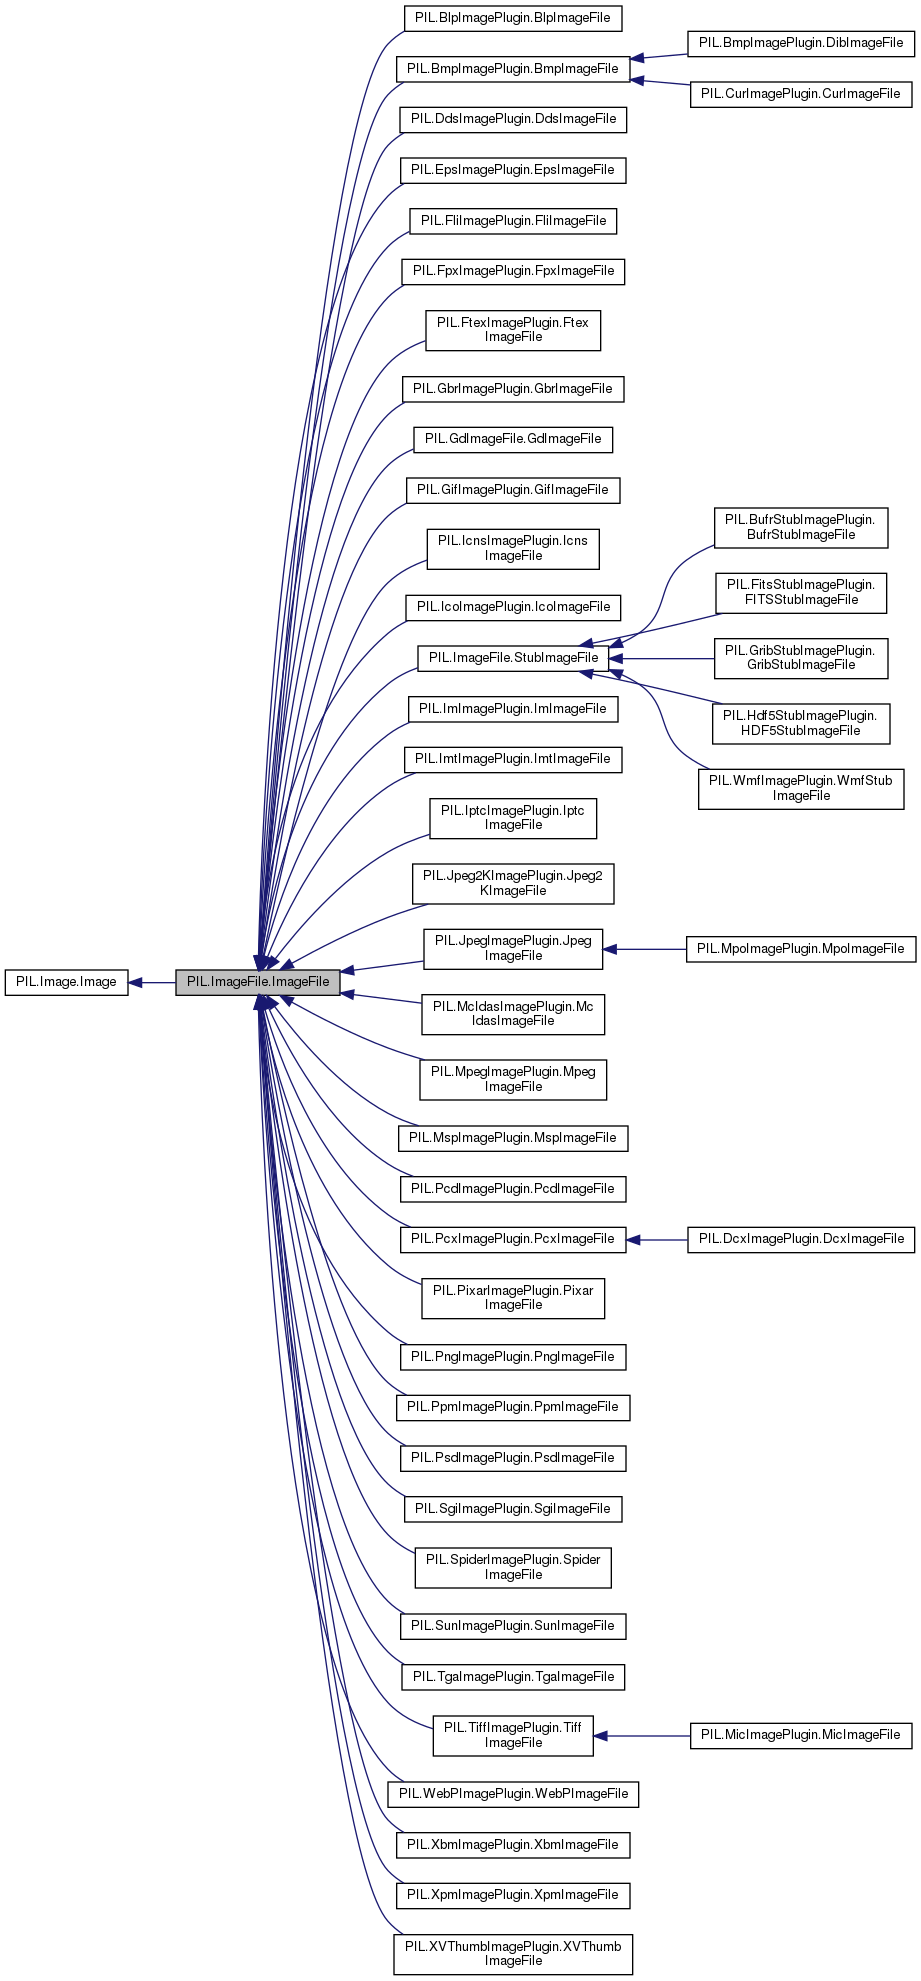 PIL.BlpImagePlugin.BlpImageFile
PIL.BmpImagePlugin.DibImageFile
PIL.BmpImagePlugin.BmpImageFile
PIL.CurImagePlugin.CurImageFile
PIL.DdsImagePlugin.DdsImageFile
PIL.EpsImagePlugin.EpsImageFile
PIL.FliImagePlugin.FliImageFile
PIL.FpxImagePlugin.FpxImageFile
PIL.FtexImagePlugin.Ftex
ImageFile
PIL.GbrImagePlugin.GbrImageFile
PIL.GdImageFile.GdImageFile
PIL.GifImagePlugin.GifImageFile
PIL.BufrStubImagePlugin.
BufrStubImageFile
PIL.IcnsImagePlugin.Icns
ImageFile
PIL.FitsStubImagePlugin.
FITSStubImageFile
PIL.IcoImagePlugin.IcoImageFile
PIL.ImageFile.StubImageFile
PIL.GribStubImagePlugin.
GribStubImageFile
PIL.ImImagePlugin.ImImageFile
PIL.Hdf5StubImagePlugin.
HDF5StubImageFile
PIL.ImtImagePlugin.ImtImageFile
PIL.WmfImagePlugin.WmfStub
ImageFile
PIL.IptcImagePlugin.Iptc
ImageFile
PIL.Jpeg2KImagePlugin.Jpeg2
KImageFile
PIL.JpegImagePlugin.Jpeg
ImageFile
PIL.MpoImagePlugin.MpoImageFile
PIL.Image.Image
PIL.ImageFile.ImageFile
PIL.McIdasImagePlugin.Mc
IdasImageFile
PIL.MpegImagePlugin.Mpeg
ImageFile
PIL.MspImagePlugin.MspImageFile
PIL.PcdImagePlugin.PcdImageFile
PIL.PcxImagePlugin.PcxImageFile
PIL.DcxImagePlugin.DcxImageFile
PIL.PixarImagePlugin.Pixar
ImageFile
PIL.PngImagePlugin.PngImageFile
PIL.PpmImagePlugin.PpmImageFile
PIL.PsdImagePlugin.PsdImageFile
PIL.SgiImagePlugin.SgiImageFile
PIL.SpiderImagePlugin.Spider
ImageFile
PIL.SunImagePlugin.SunImageFile
PIL.TgaImagePlugin.TgaImageFile
PIL.TiffImagePlugin.Tiff
ImageFile
PIL.MicImagePlugin.MicImageFile
PIL.WebPImagePlugin.WebPImageFile
PIL.XbmImagePlugin.XbmImageFile
PIL.XpmImagePlugin.XpmImageFile
PIL.XVThumbImagePlugin.XVThumb
ImageFile